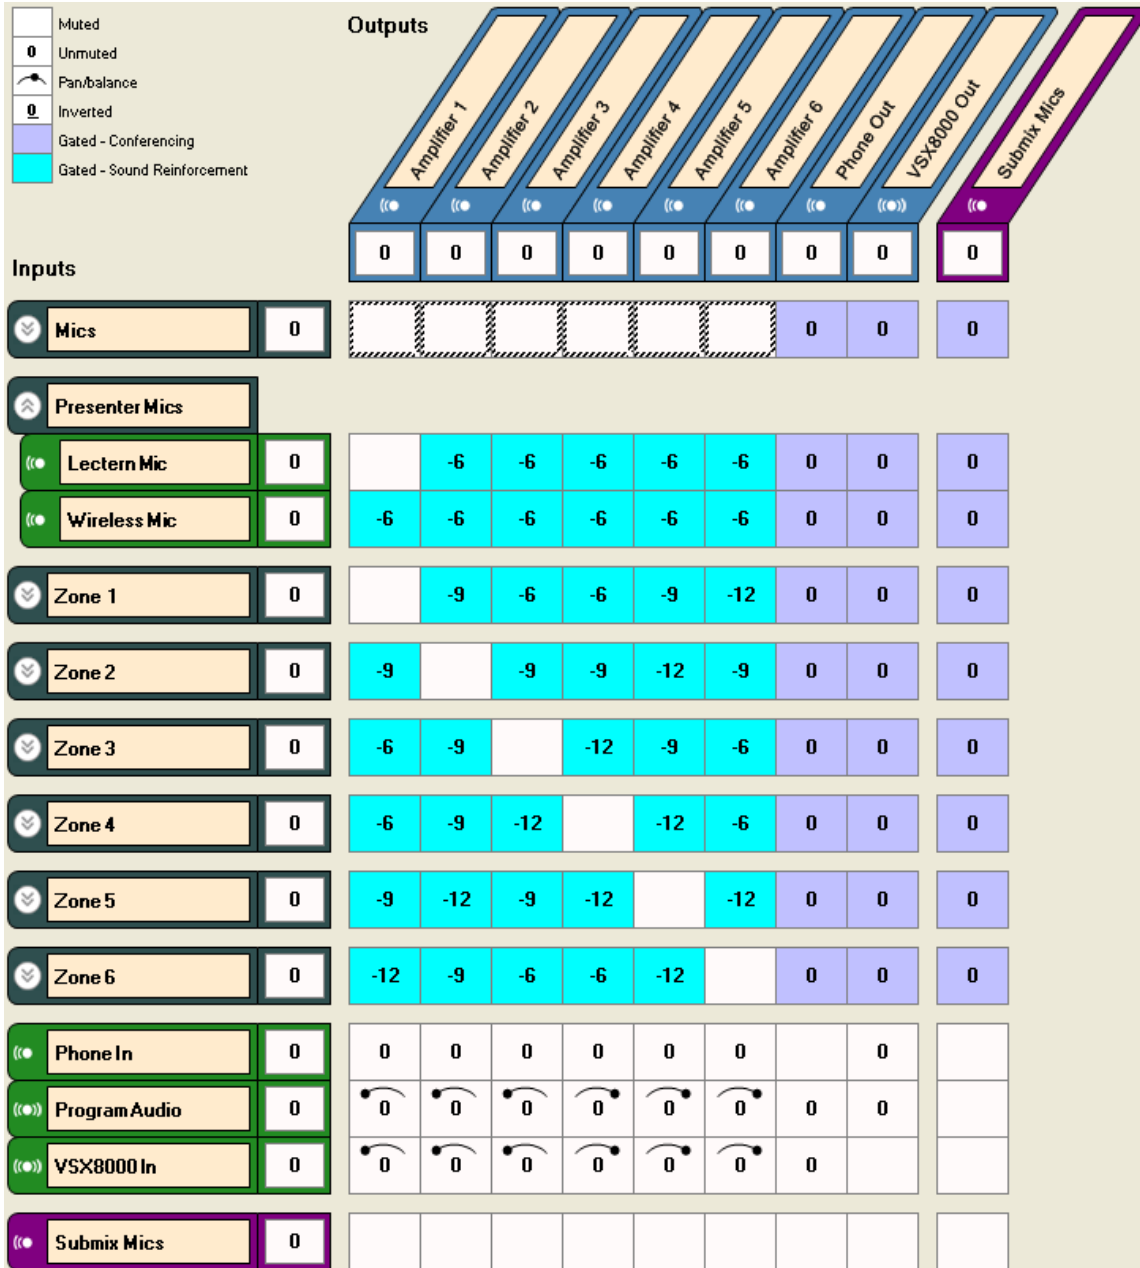 Muted
0 Unmuted
Pan/balance
0 Inverted
Gated - Conferencing
Gated - Sound Reinforcement
Outputs
Amplifier 1
Amplifier 2
Amplifier 3
Amplifier 4
Amplifier 5
Amplifier 6
Phone Out
VSX8000 Out
Submix Mics
0 0 0 0 0 0 0 0 0
Inputs
Mics 0 0 0 0
Presenter Mics
Lectern Mic 0 -6 -6 -6 -6 -6 0 0 0
Wireless Mic 0 -6 -6 -6 -6 -6 -6 0 0 0
Zone 1 0 -9 -6 -6 -9 -12 0 0 0
Zone 2 0 -9 -9 -9 -12 -9 0 0 0
Zone 3 0 -6 -9 -12 -9 -6 0 0 0
Zone 4 0 -6 -9 -12 -12 -6 0 0 0
Zone 5 0 -9 -12 -9 -12 -12 0 0 0
Zone 6 0 -12 -9 -6 -6 -12 0 0 0
Phone In 0 0 0 0 0 0 0 0
Program Audio 0 0 0 0 0 0 0 0 0
VSX8000 In 0 0 0 0 0 0 0 0
Submix Mics 0